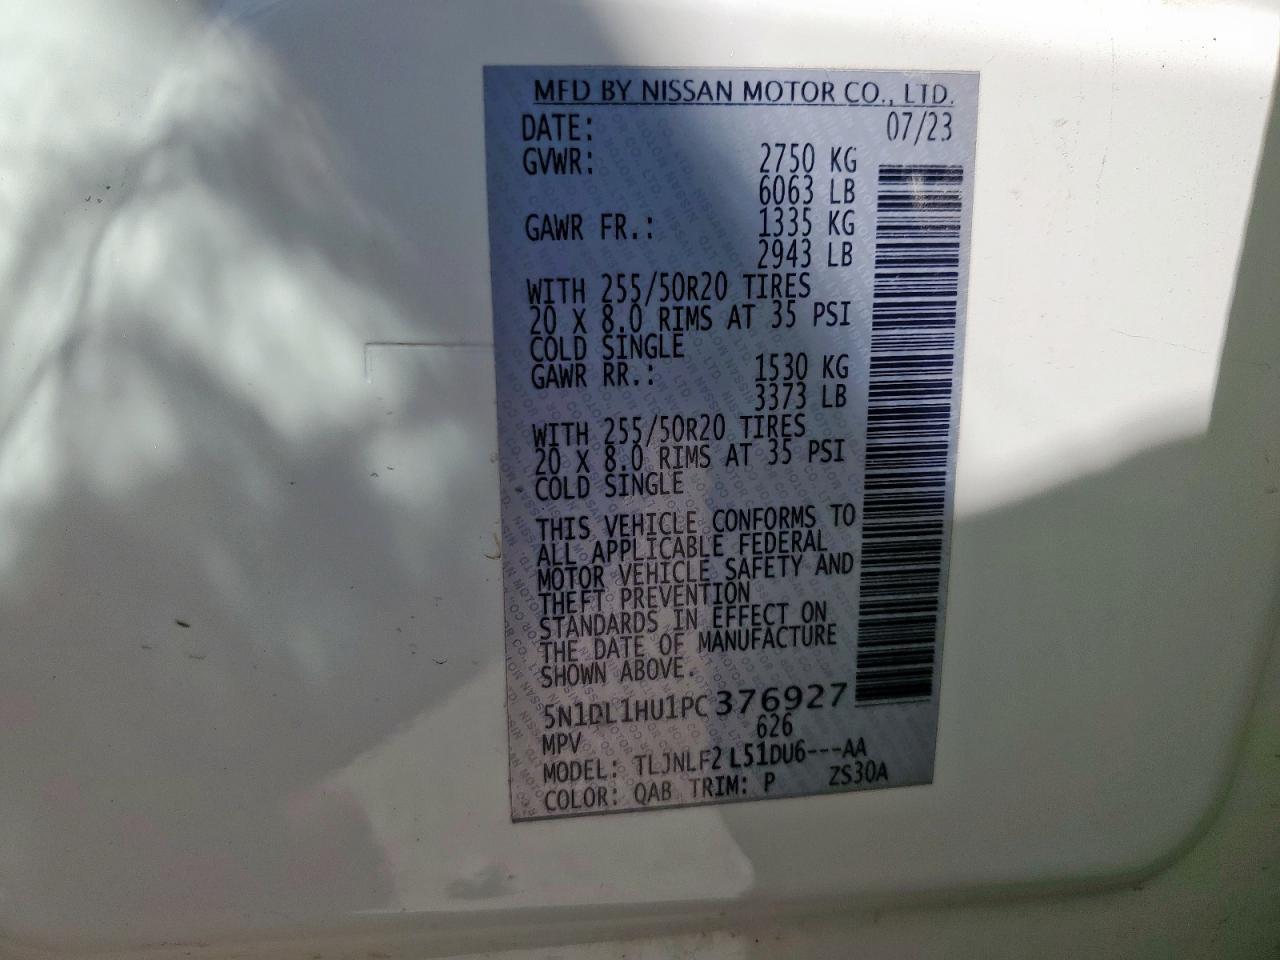 MFD BY NISSAN MOTOR CO., LTD.
DATE: 07/23
GVWR: 2750 KG
6063 LB
GAWR FR.: 1335 KG
2943 LB
WITH 255/50R20 TIRES
20 X 8.0 RIMS AT 35 PSI
COLD SINGLE
GAWR RR.: 1530 KG
3373 LB
WITH 255/50R20 TIRES
20 X 8.0 RIMS AT 35 PSI
COLD SINGLE
THIS VEHICLE CONFORMS TO
ALL APPLICABLE FEDERAL
MOTOR VEHICLE SAFETY AND
THEFT PREVENTION
STANDARDS IN EFFECT ON
THE DATE OF MANUFACTURE
SHOWN ABOVE.
5N1DL1HU1PC376927
MPV 626
MODEL: TLJNLF2 L51DU6---AA
COLOR: QAB TRIM: P ZS30A